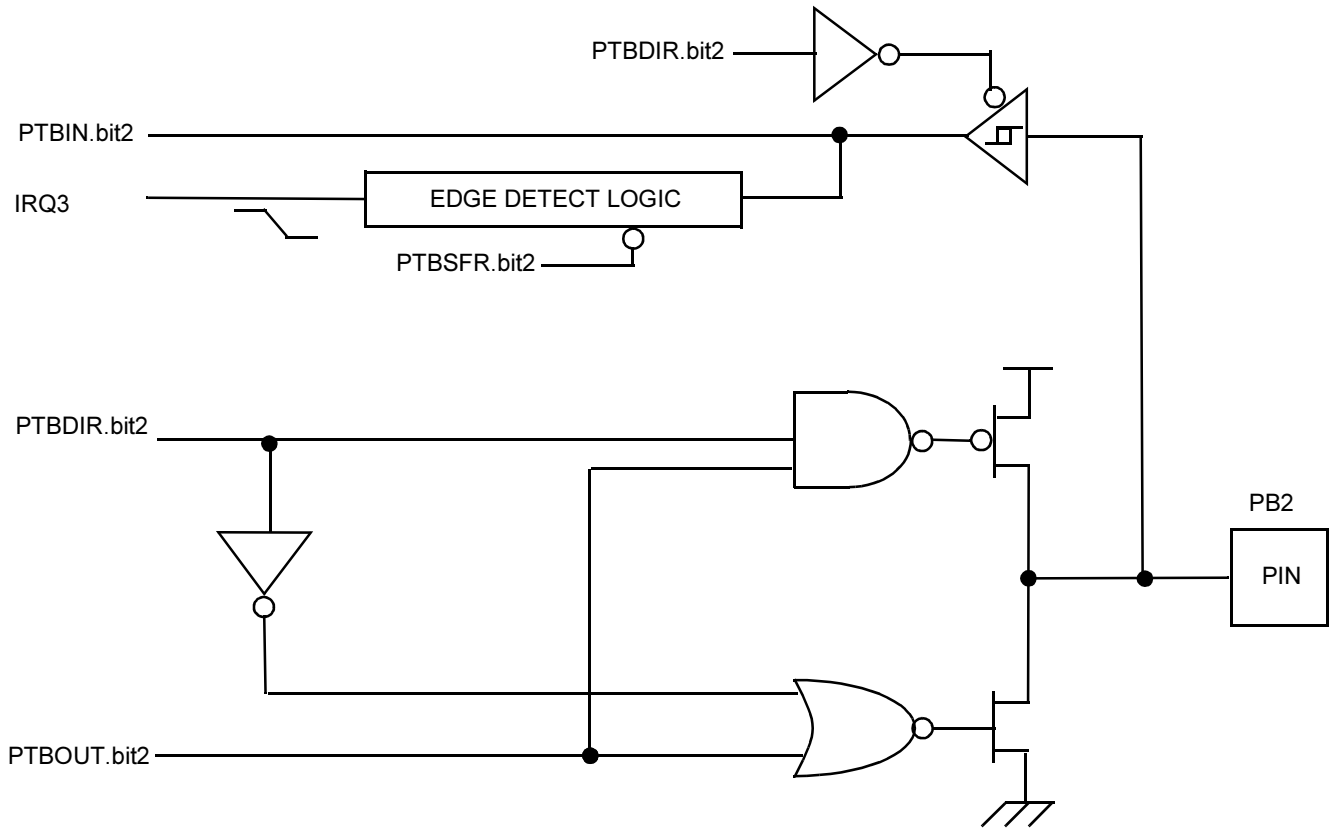 PTBDIR.bit2
PTBIN.bit2
IRQ3
EDGE DETECT LOGIC
PTBSFR.bit2
PTBDIR.bit2
PB2
PIN
PTBOUT.bit2